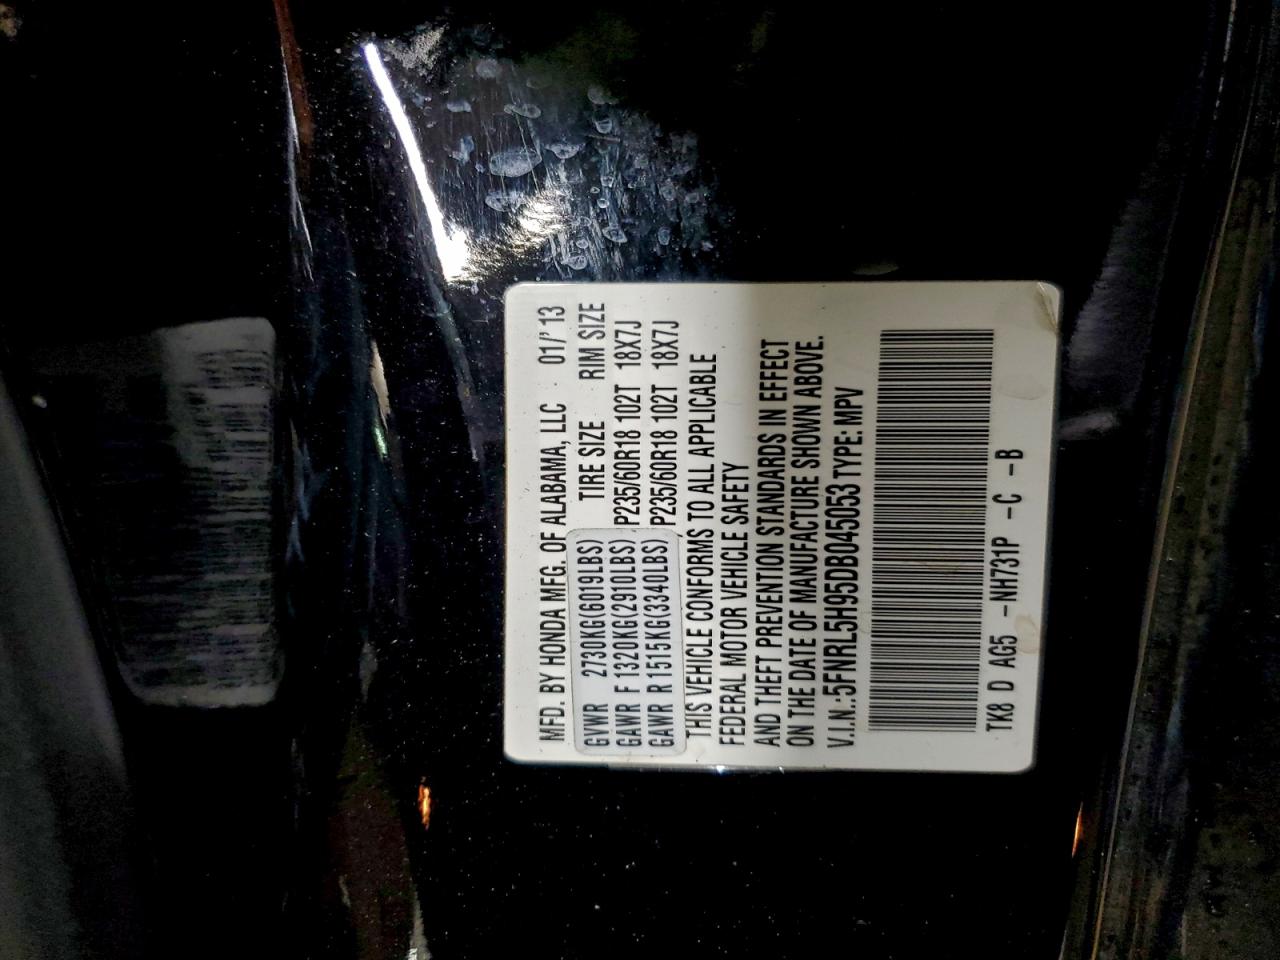 MFD. BY HONDA MFG. OF ALABAMA, LLC 01/'13
GVWR 2730KG(6019LBS) TIRE SIZE RIM SIZE
GAWR F 1320KG(2910LBS) P235/60R18 102T 18X7J
GAWR R 1515KG(3340LBS) P235/60R18 102T 18X7J
THIS VEHICLE CONFORMS TO ALL APPLICABLE
FEDERAL MOTOR VEHICLE SAFETY
AND THEFT PREVENTION STANDARDS IN EFFECT
ON THE DATE OF MANUFACTURE SHOWN ABOVE.
V.I.N.:5FNRL5H95DB045053 TYPE: MPV
TK8 D AG5 -NH731P -C -B